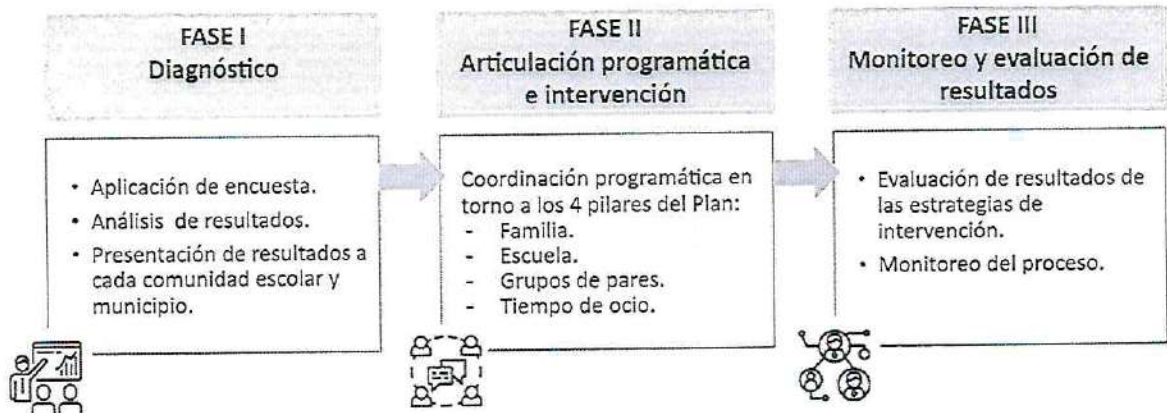 FASE I
Diagnóstico
• Aplicación de encuesta.
• Análisis de resultados.
• Presentación de resultados a
cada comunidad escolar y
municipio.
FASE II
Articulación programática
e intervención
Coordinación programática en
torno a los 4 pilares del Plan:
- Familia.
- Escuela.
- Grupos de pares.
- Tiempo de ocio.
FASE III
Monitoreo y evaluación de
resultados
• Evaluación de resultados de
las estrategias de
intervención.
• Monitoreo del proceso.